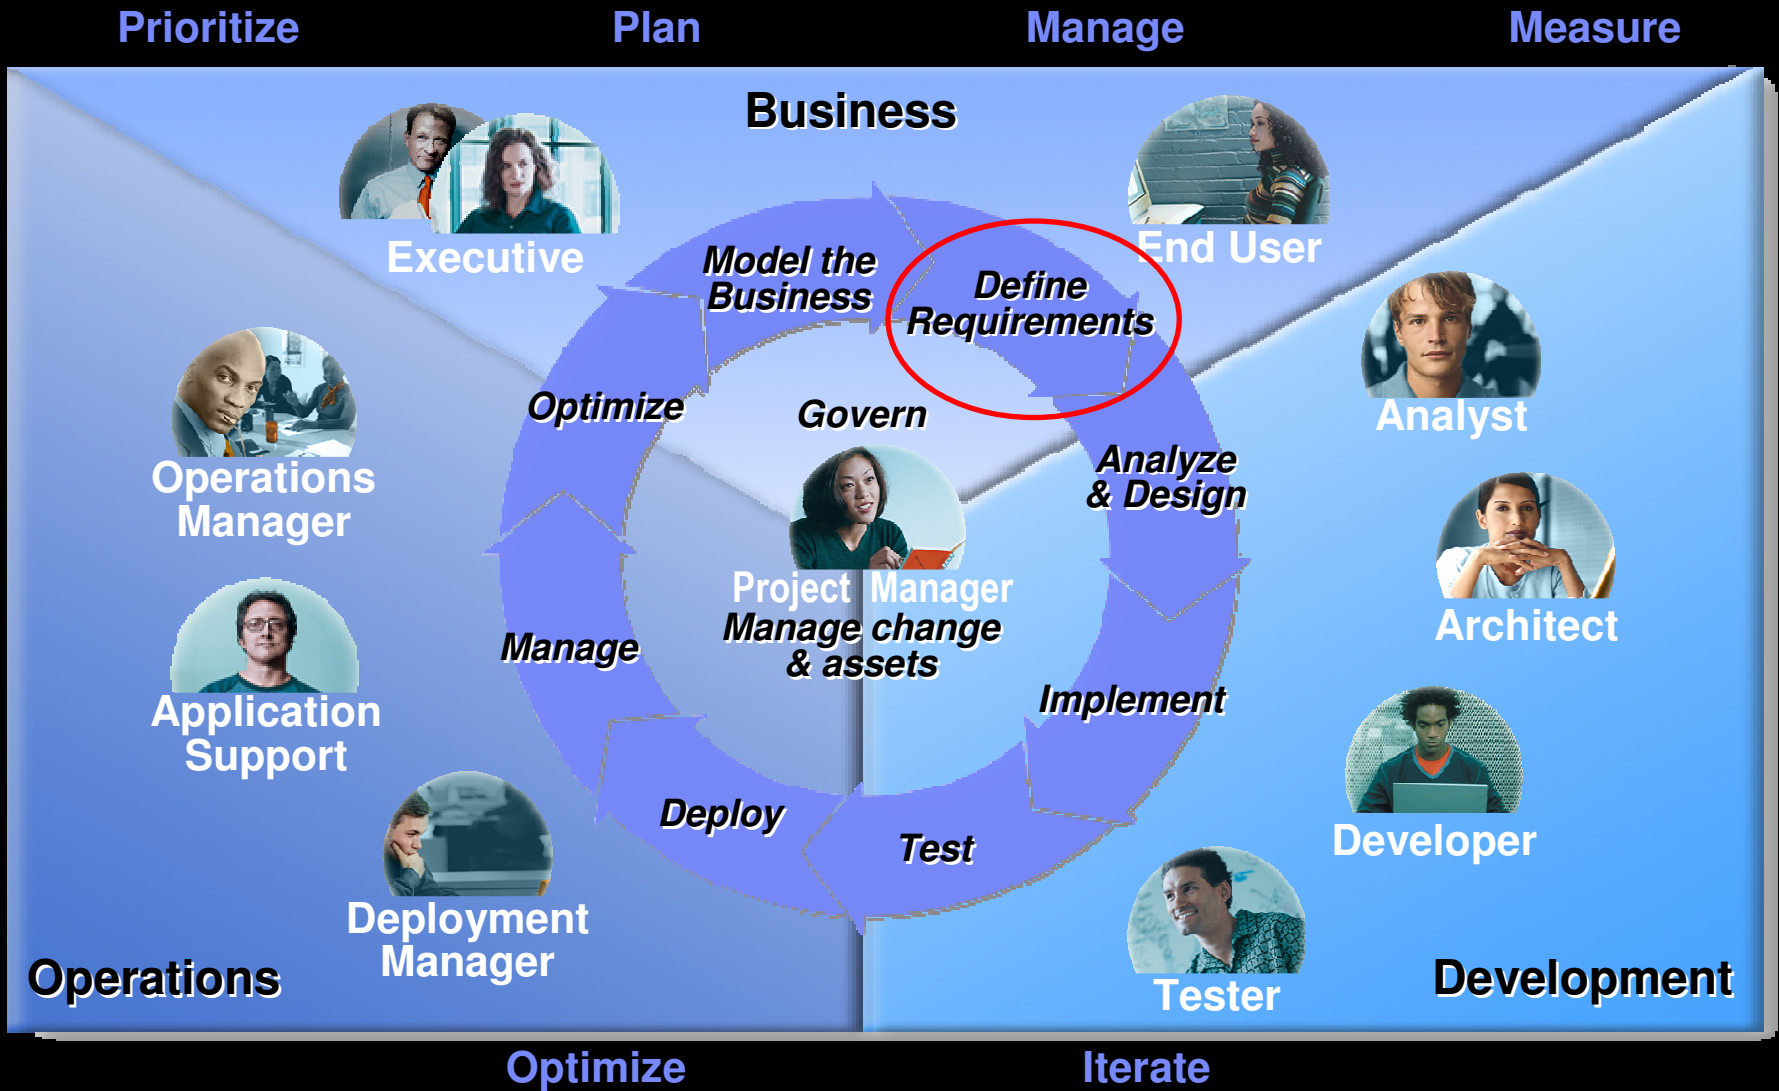 Prioritize
Plan
Manage
Measure
Business
Executive
End User
Model the
Business
Define
Requirements
Optimize
Govern
Analyst
Analyze
& Design
Operations
Manager
Project Manager
Manage change
& assets
Architect
Manage
Implement
Application
Support
Deploy
Test
Developer
Deployment
Manager
Tester
Operations
Development
Optimize
Iterate